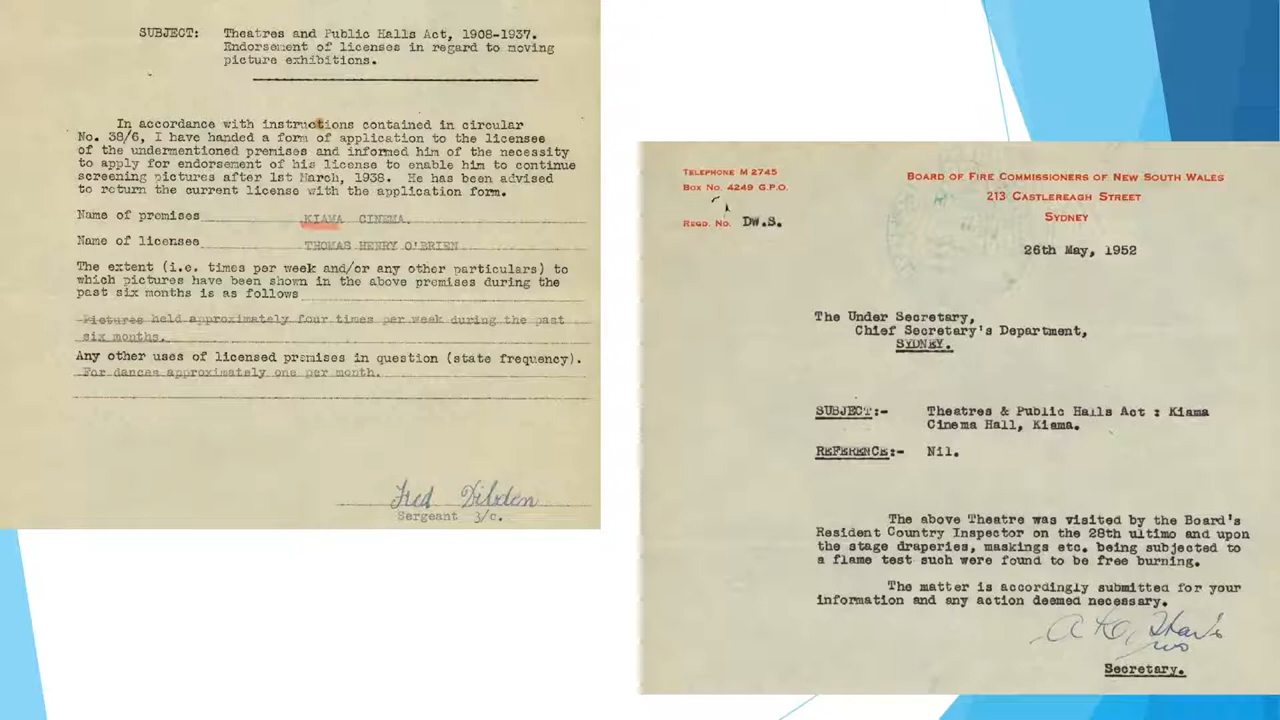 SUBJECT: Theatres and Public Halls Act, 1908-1937.
Endorsement of licenses in regard to moving
picture exhibitions.
In accordance with instructions contained in circular
No. 38/6, I have handed a form of application to the licensee
of the undermentioned premises and informed him of the necessity
to apply for endorsement of his license to enable him to continue
screening pictures after 1st March, 1938. He has been advised
to return the current license with the application form.
Name of premises KIAMA CINEMA.
Name of licensee THOMAS HENRY O'BRIEN
The extent (i.e. times per week and/or any other particulars) to
which pictures have been shown in the above premises during the
past six months is as follows
Pictures held approximately four times per week during the past
six months.
Any other uses of licensed premises in question (state frequency).
For dances approximately one per month.
Fred Dibden
Sergeant 3/c.
TELEPHONE M 2745
BOX NO. 4249 G.P.O.
REGD. NO. DW.S.
BOARD OF FIRE COMMISSIONERS OF NEW SOUTH WALES
213 CASTLEREAGH STREET
SYDNEY
26th May, 1952
The Under Secretary,
Chief Secretary's Department,
SYDNEY.
SUBJECT:- Theatres & Public Halls Act : Kiama
Cinema Hall, Kiama.
REFERENCE:- Nil.
The above Theatre was visited by the Board's
Resident Country Inspector on the 28th ultimo and upon
the stage draperies, maskings etc. being subjected to
a flame test such were found to be free burning.
The matter is accordingly submitted for your
information and any action deemed necessary.
Secretary.